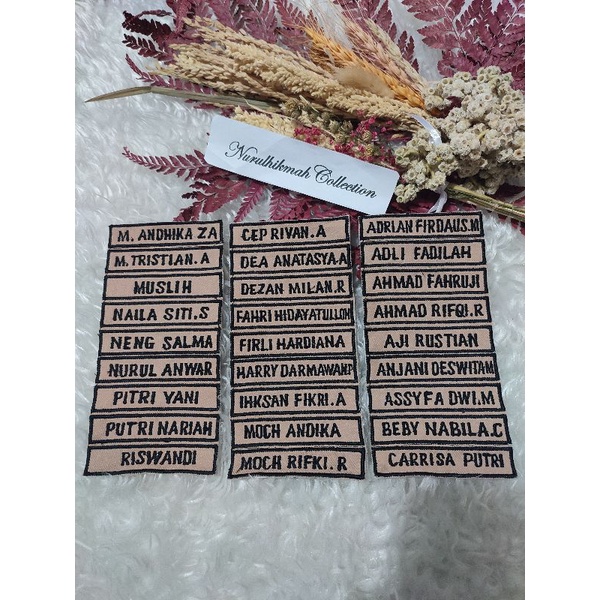 Nurulhikmah Collection
M. ANDHIKA ZA
M.TRISTIAN.A
MUSLIH
NAILA SITI.S
NENG SALMA
NURUL ANWAR
PITRI YANI
PUTRI NARIAH
RISWANDI
CEP RIVAN.A
DEA ANATASYA.A
DEZAN MILAN.R
FAHRI HIDAYATULLOH
FIRLI HARDIANA
HARRY DARMAWAN.P
IHKSAN FIKRI.A
MOCH ANDIKA
MOCH RIFKI.R
ADRIAN FIRDAUS.M
ADLI FADILAH
AHMAD FAHRUJI
AHMAD RIFQI.R
AJI RUSTIAN
ANJANI DESWITA.M
ASSYFA DWI.M
BEBY NABILA.C
CARRISA PUTRI